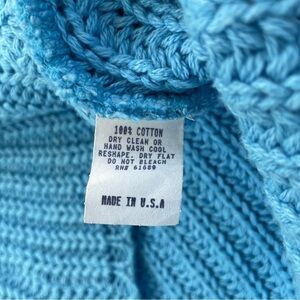 100% COTTON
DRY CLEAN OR
HAND WASH COOL
RESHAPE. DRY FLAT
DO NOT BLEACH
RN# 61689
MADE IN U.S.A